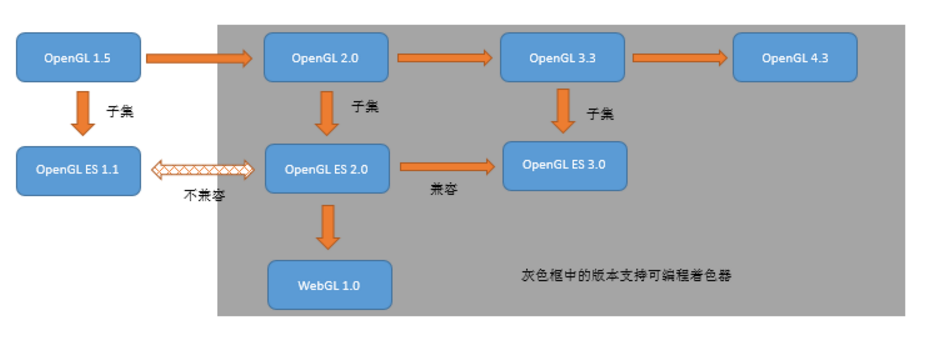 OpenGL 1.5
OpenGL 2.0
OpenGL 3.3
OpenGL 4.3
子集
子集
子集
OpenGL ES 1.1
不兼容
OpenGL ES 2.0
兼容
OpenGL ES 3.0
WebGL 1.0
灰色框中的版本支持可编程着色器